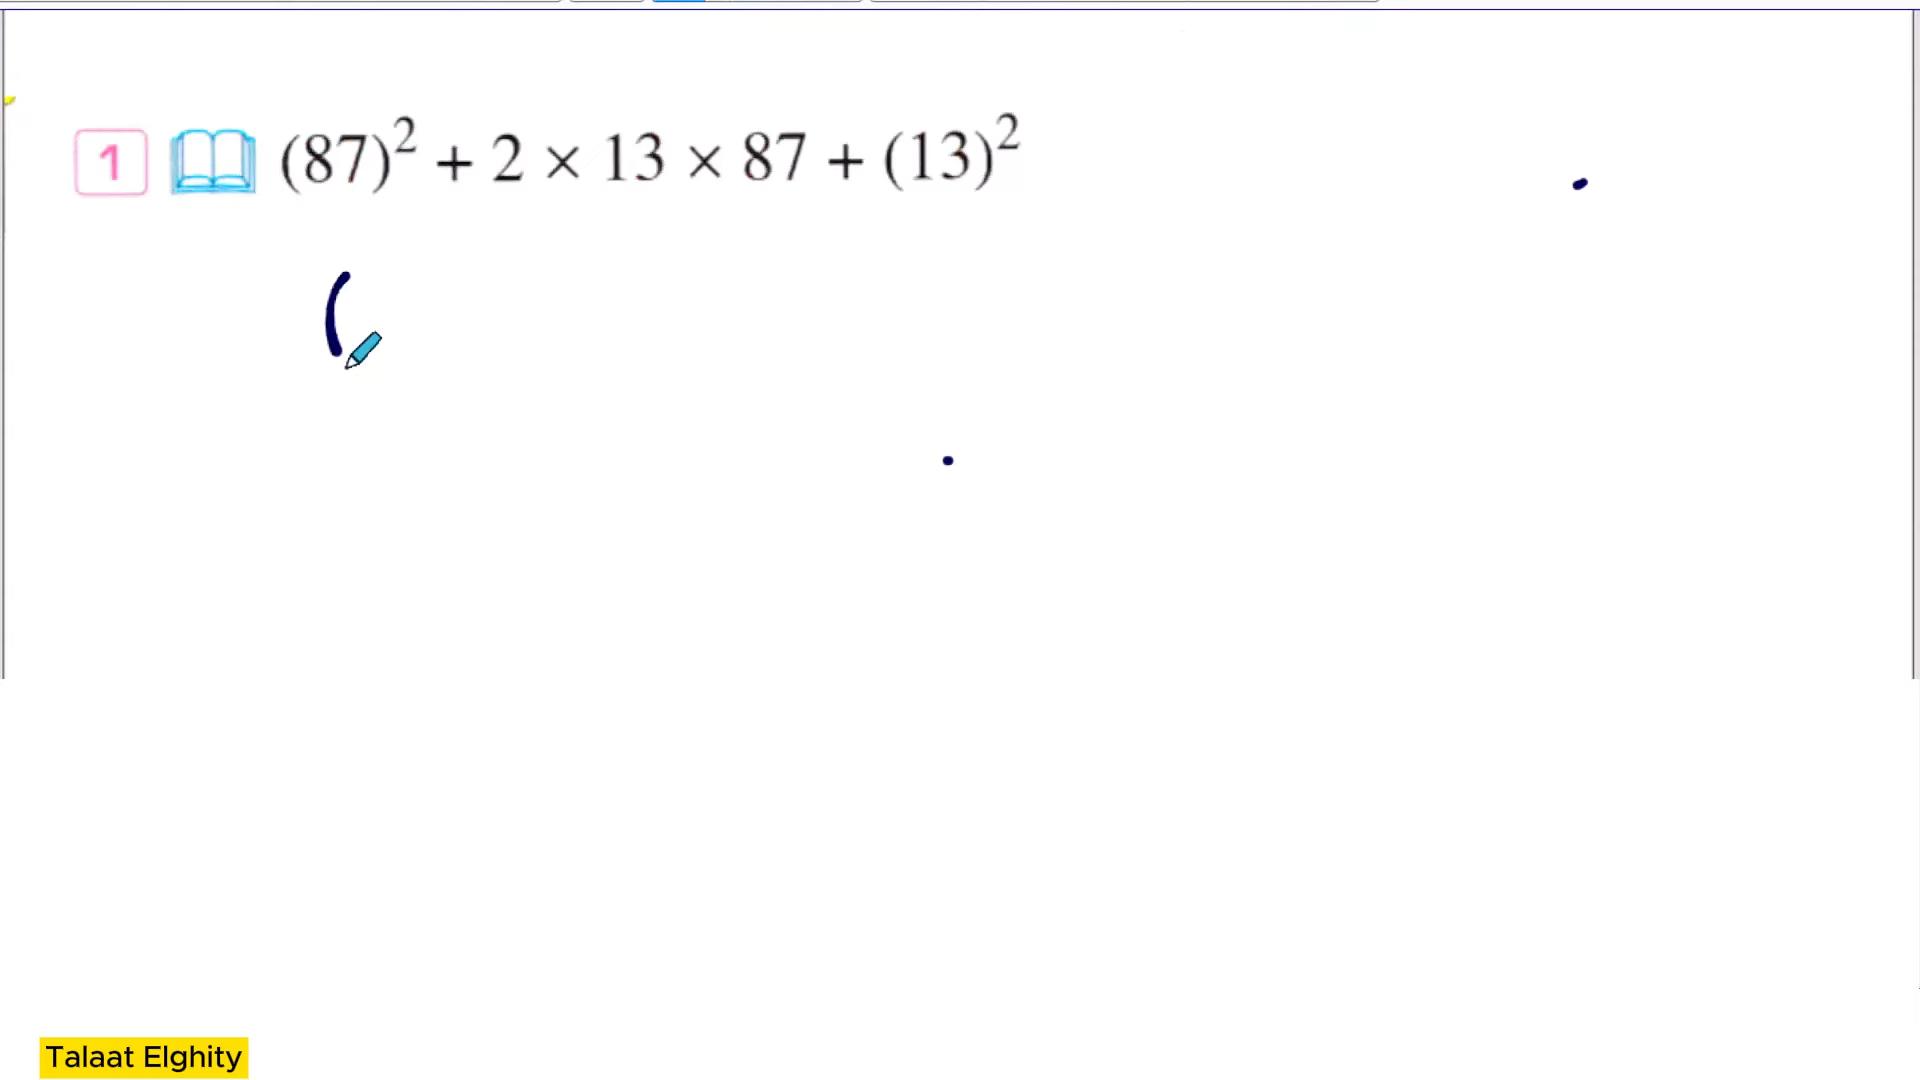 1 (87)² + 2 × 13 × 87 + (13)²
(
Talaat Elghity